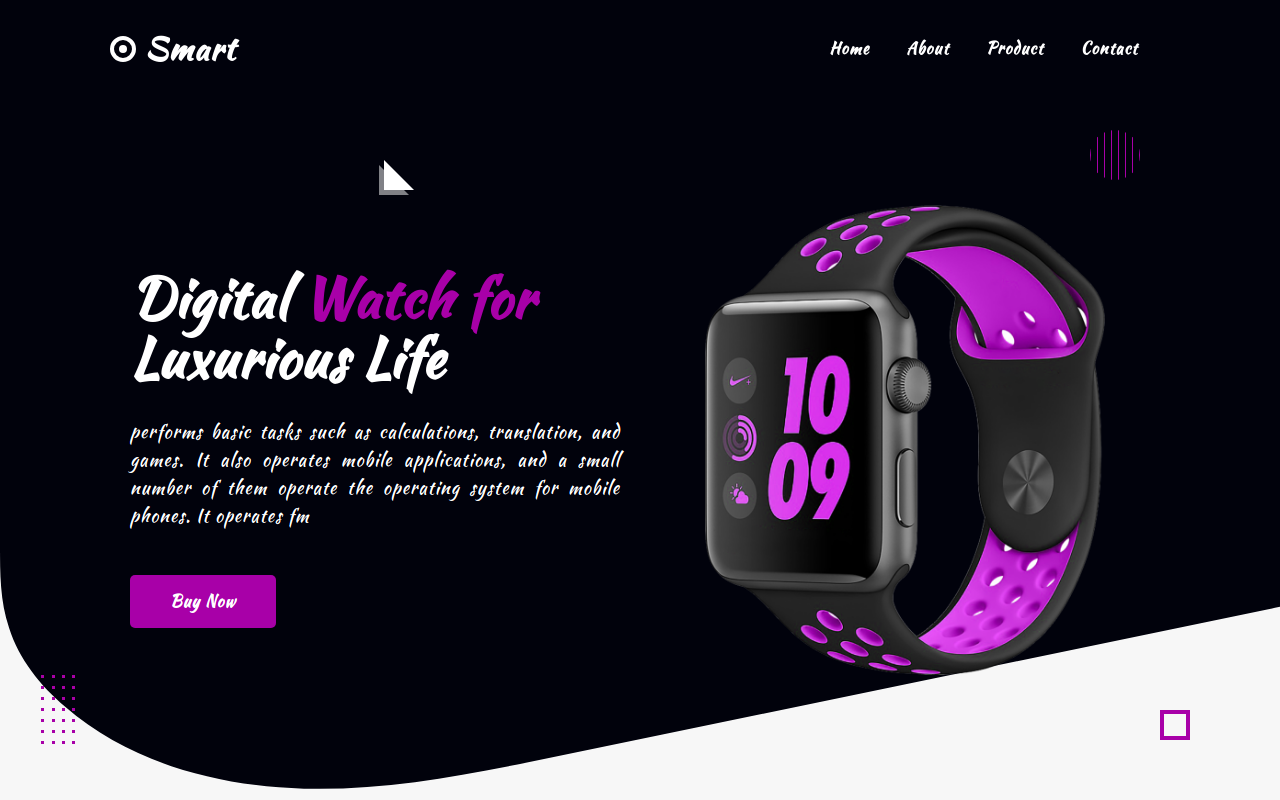 Smart
Home About Product Contact
Digital Watch for
Luxurious Life
performs basic tasks such as calculations, translation, and
games. It also operates mobile applications, and a small
number of them operate the operating system for mobile
phones. It operates fm
Buy Now
10
09